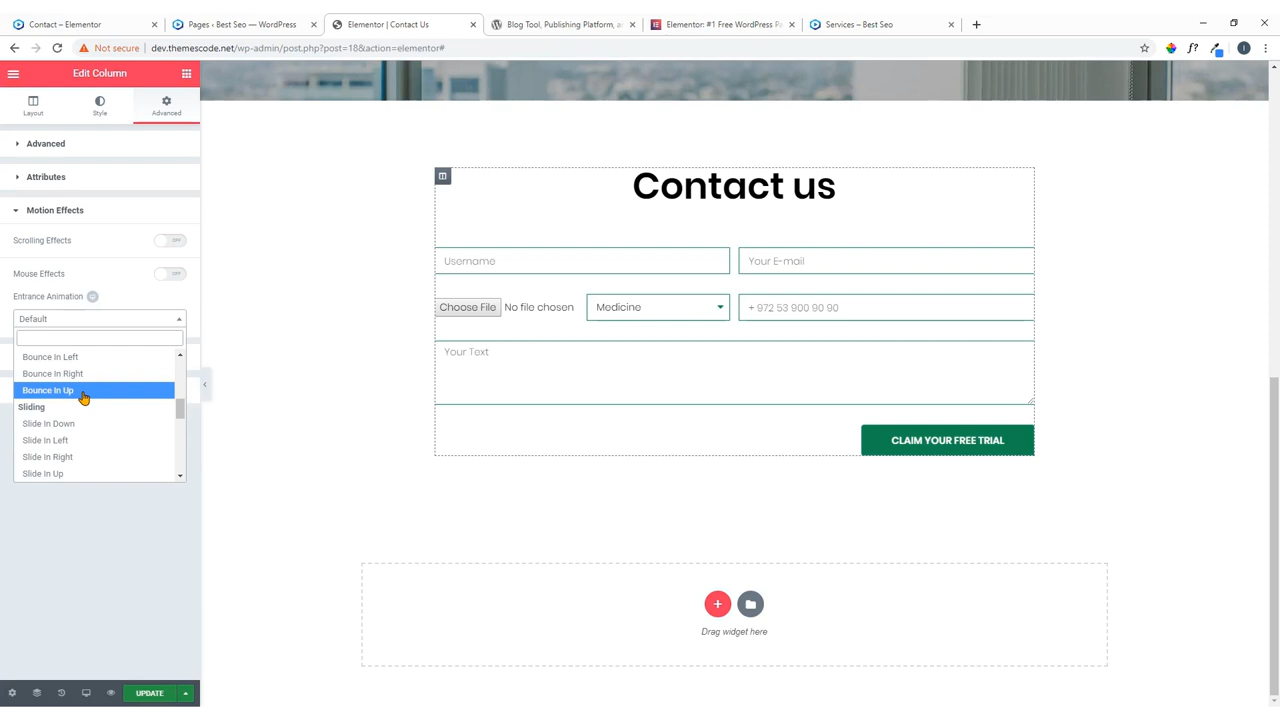 Contact – Elementor
Pages ‹ Best Seo — WordPress
Elementor | Contact Us
Blog Tool, Publishing Platform, a
Elementor: #1 Free WordPress P
Services – Best Seo
Not secure | dev.themescode.net/wp-admin/post.php?post=18&action=elementor#
f?
I
Edit Column
Layout
Style
Advanced
Advanced
Attributes
Motion Effects
Scrolling Effects
OFF
Mouse Effects
OFF
Entrance Animation
Default
Bounce In Left
Bounce In Right
Bounce In Up
Sliding
Slide In Down
Slide In Left
Slide In Right
Slide In Up
UPDATE
Contact us
Username
Your E-mail
Choose File No file chosen
Medicine
+ 972 53 900 90 90
Your Text
CLAIM YOUR FREE TRIAL
Drag widget here